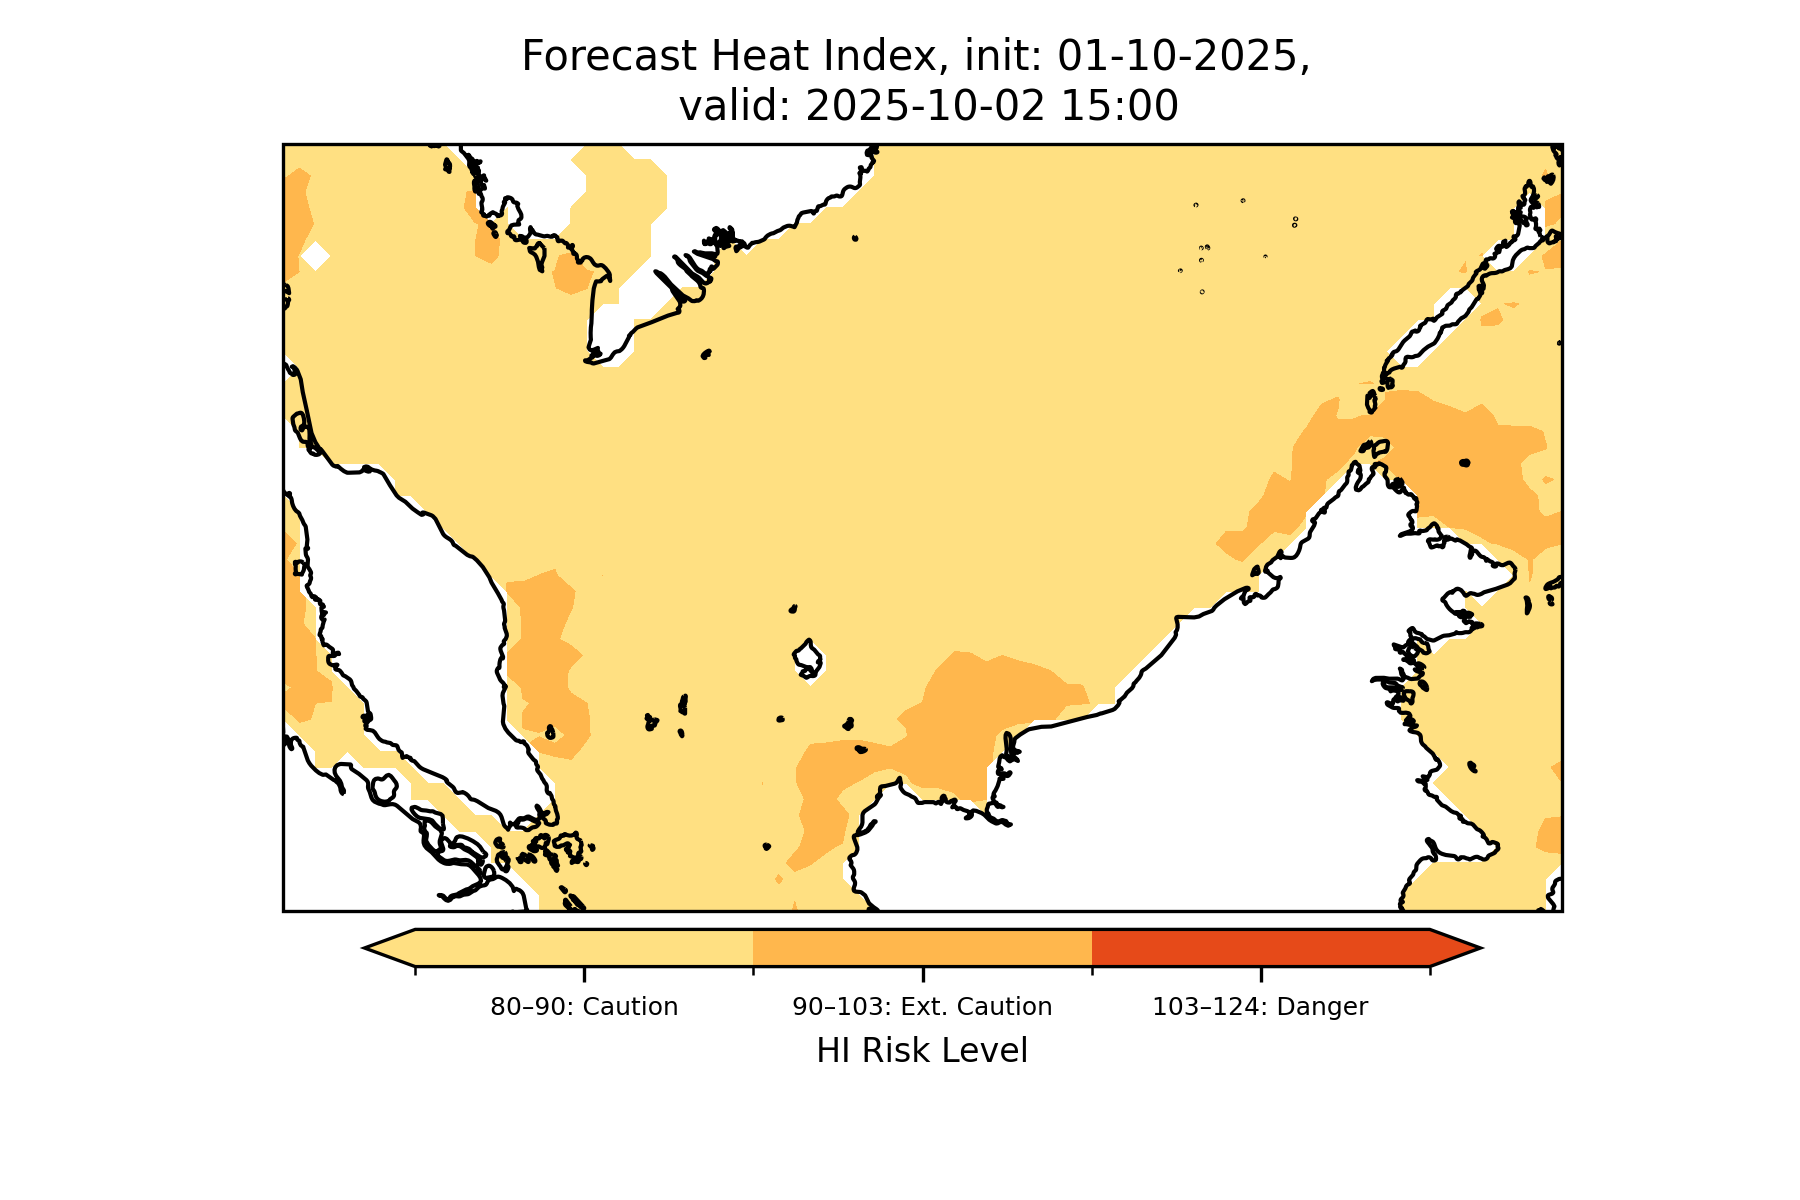 Forecast Heat Index, init: 01-10-2025,
valid: 2025-10-02 15:00
80–90: Caution
90–103: Ext. Caution
103–124: Danger
HI Risk Level